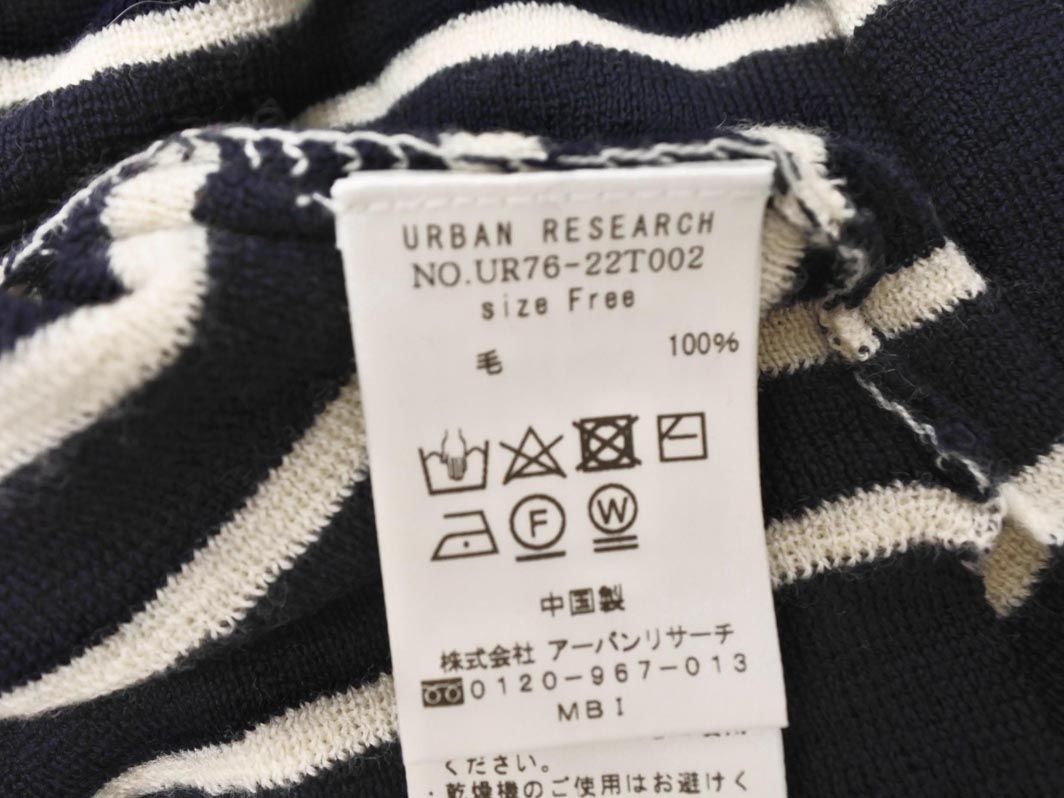 URBAN RESEARCH
NO.UR76-22T002
size Free
毛 100%
F W
中国製
株式会社 アーバンリサーチ
0120-967-013
MBI
ください。
・乾燥機のご使用はお避けく